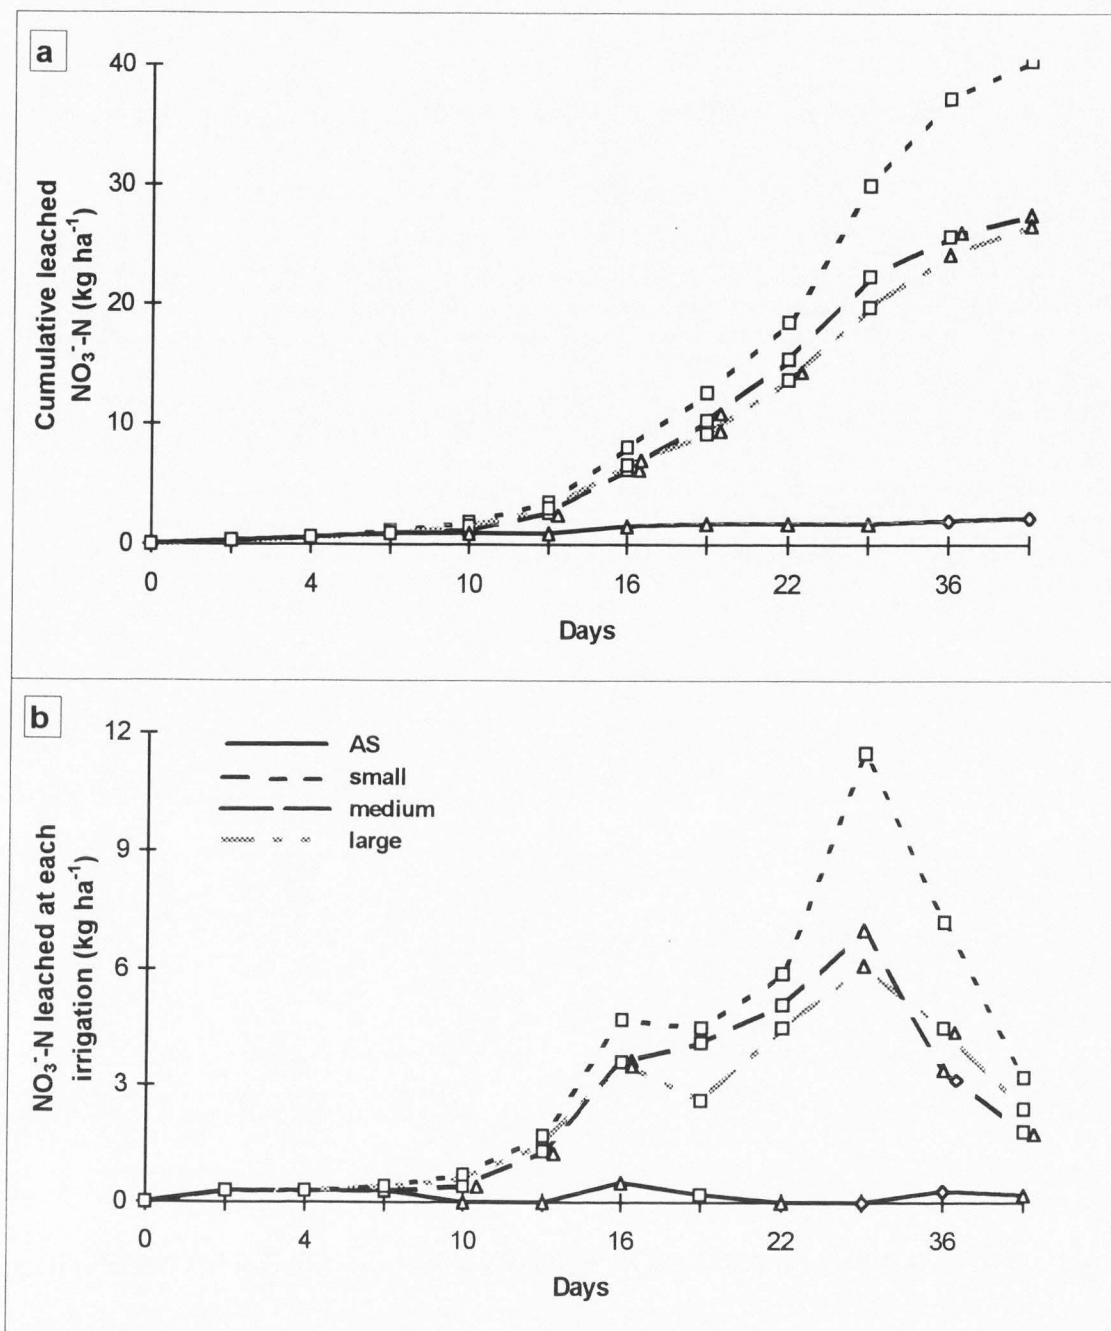 a
40
30
20
10
0
Cumulative leached
NO₃⁻-N (kg ha⁻¹)
0 4 10 16 22 36
Days
b
12
9
6
3
0
NO₃⁻-N leached at each
irrigation (kg ha⁻¹)
AS
small
medium
large
0 4 10 16 22 36
Days